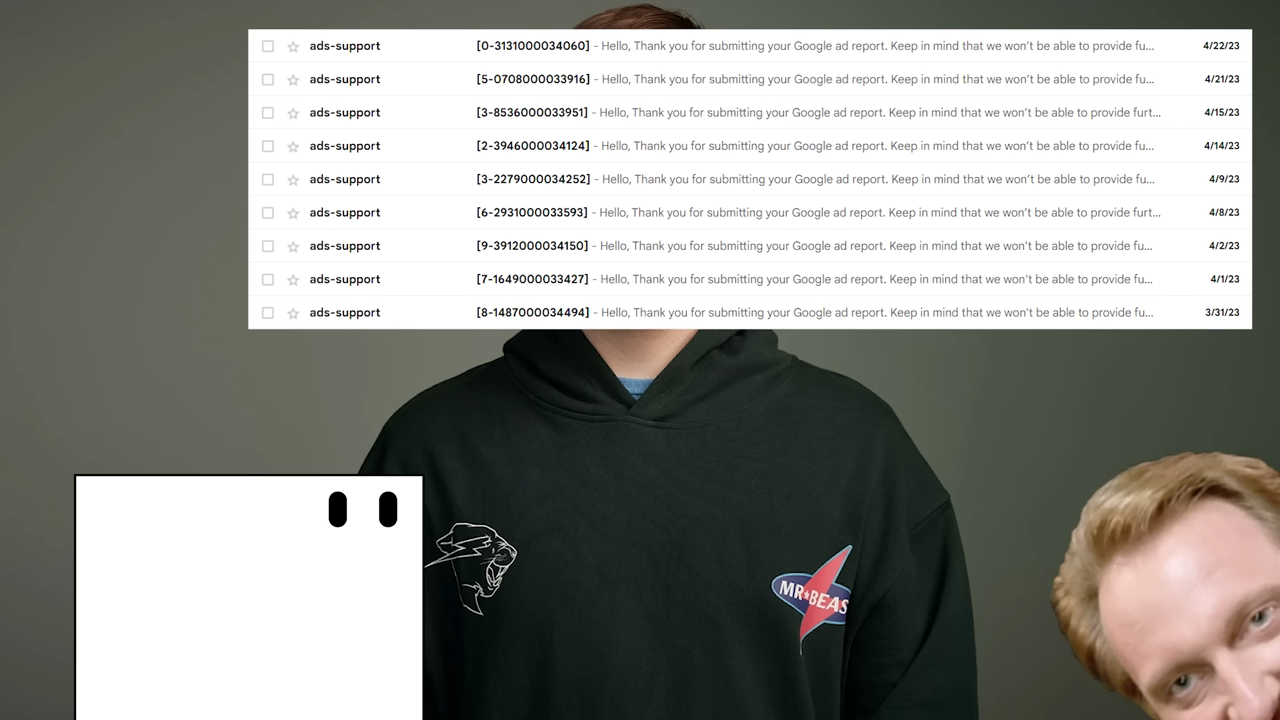 ads-support [0-3131000034060] - Hello, Thank you for submitting your Google ad report. Keep in mind that we won’t be able to provide fu... 4/22/23
ads-support [5-0708000033916] - Hello, Thank you for submitting your Google ad report. Keep in mind that we won’t be able to provide fu... 4/21/23
ads-support [3-8536000033951] - Hello, Thank you for submitting your Google ad report. Keep in mind that we won’t be able to provide furt... 4/15/23
ads-support [2-3946000034124] - Hello, Thank you for submitting your Google ad report. Keep in mind that we won’t be able to provide fu... 4/14/23
ads-support [3-2279000034252] - Hello, Thank you for submitting your Google ad report. Keep in mind that we won’t be able to provide fu... 4/9/23
ads-support [6-2931000033593] - Hello, Thank you for submitting your Google ad report. Keep in mind that we won’t be able to provide furt... 4/8/23
ads-support [9-3912000034150] - Hello, Thank you for submitting your Google ad report. Keep in mind that we won't be able to provide fu... 4/2/23
ads-support [7-1649000033427] - Hello, Thank you for submitting your Google ad report. Keep in mind that we won't be able to provide fu... 4/1/23
ads-support [8-1487000034494] - Hello, Thank you for submitting your Google ad report. Keep in mind that we won't be able to provide fu... 3/31/23
MR★BEAS